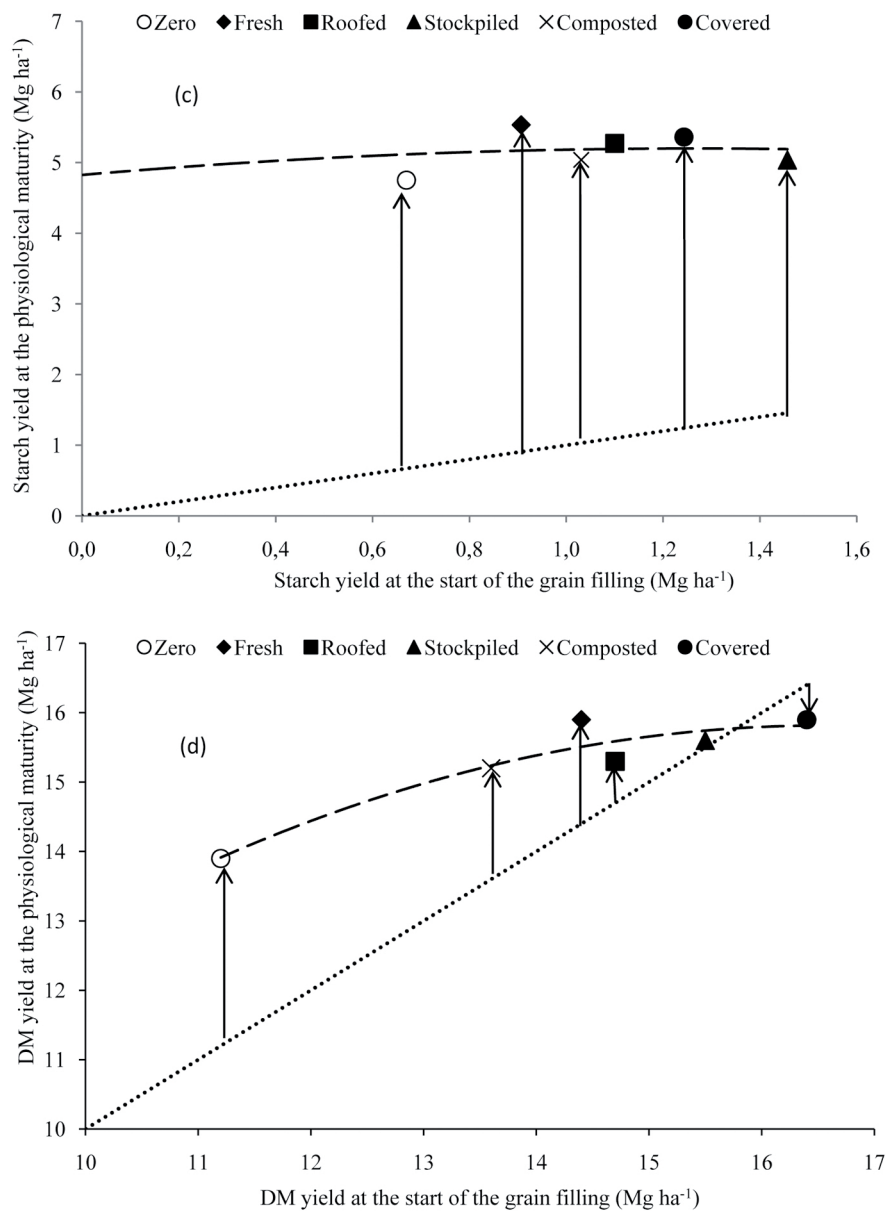 Zero Fresh Roofed Stockpiled Composted Covered
(c)
Starch yield at the physiological maturity (Mg ha⁻¹)
7
6
5
4
3
2
1
0
0,0 0,2 0,4 0,6 0,8 1,0 1,2 1,4 1,6
Starch yield at the start of the grain filling (Mg ha⁻¹)
Zero Fresh Roofed Stockpiled Composted Covered
(d)
DM yield at the physiological maturity (Mg ha⁻¹)
17
16
15
14
13
12
11
10
10 11 12 13 14 15 16 17
DM yield at the start of the grain filling (Mg ha⁻¹)